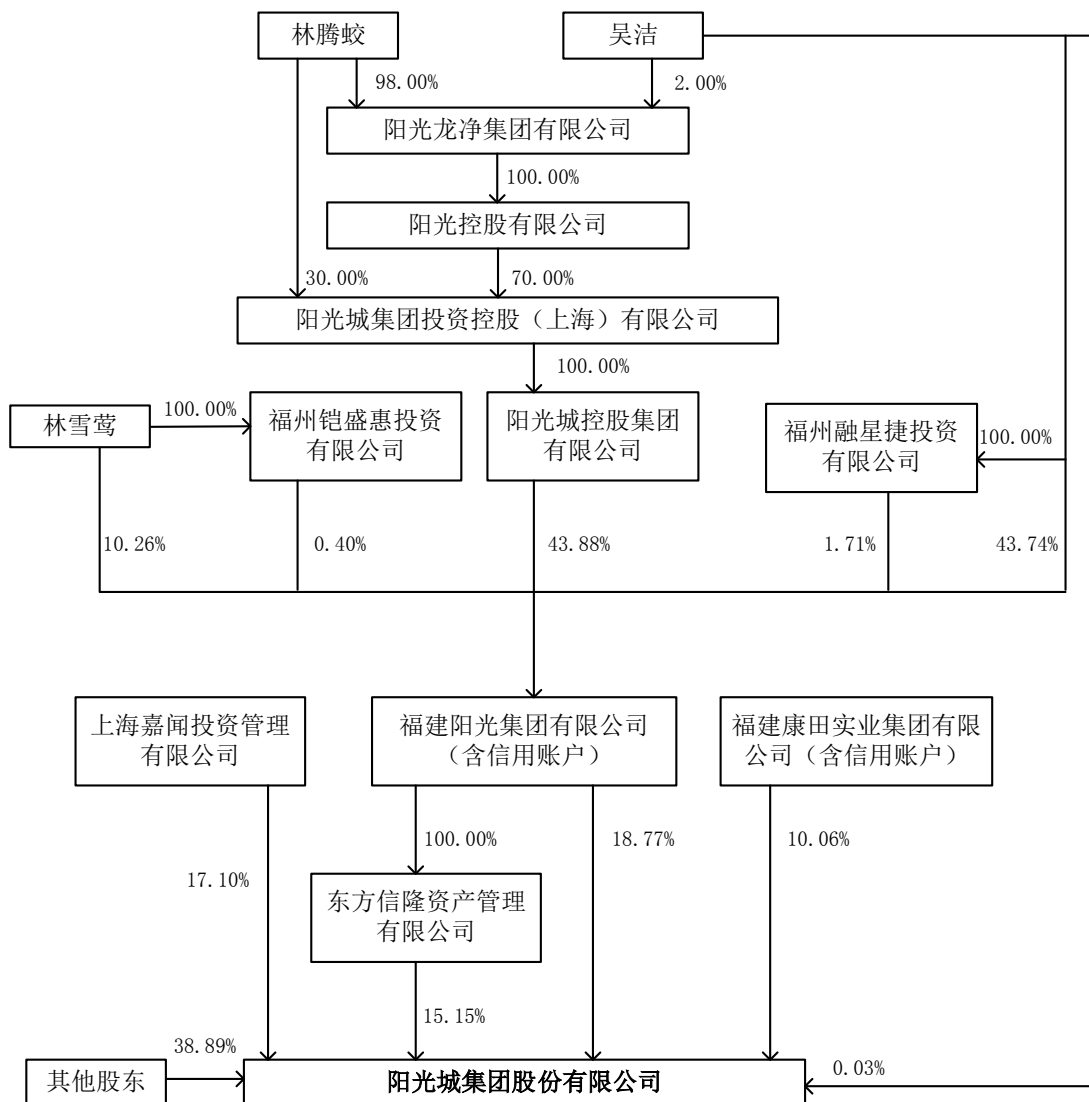 林腾蛟
吴洁
98.00%
2.00%
阳光龙净集团有限公司
100.00%
阳光控股有限公司
30.00%
70.00%
阳光城集团投资控股（上海）有限公司
100.00%
林雪莺
100.00%
福州铠盛惠投资
有限公司
阳光城控股集团
有限公司
福州融星捷投资
有限公司
100.00%
10.26%
0.40%
43.88%
1.71%
43.74%
上海嘉闻投资管理
有限公司
福建阳光集团有限公司
（含信用账户）
福建康田实业集团有限
公司（含信用账户）
100.00%
18.77%
10.06%
17.10%
东方信隆资产管理
有限公司
15.15%
38.89%
其他股东
阳光城集团股份有限公司
0.03%